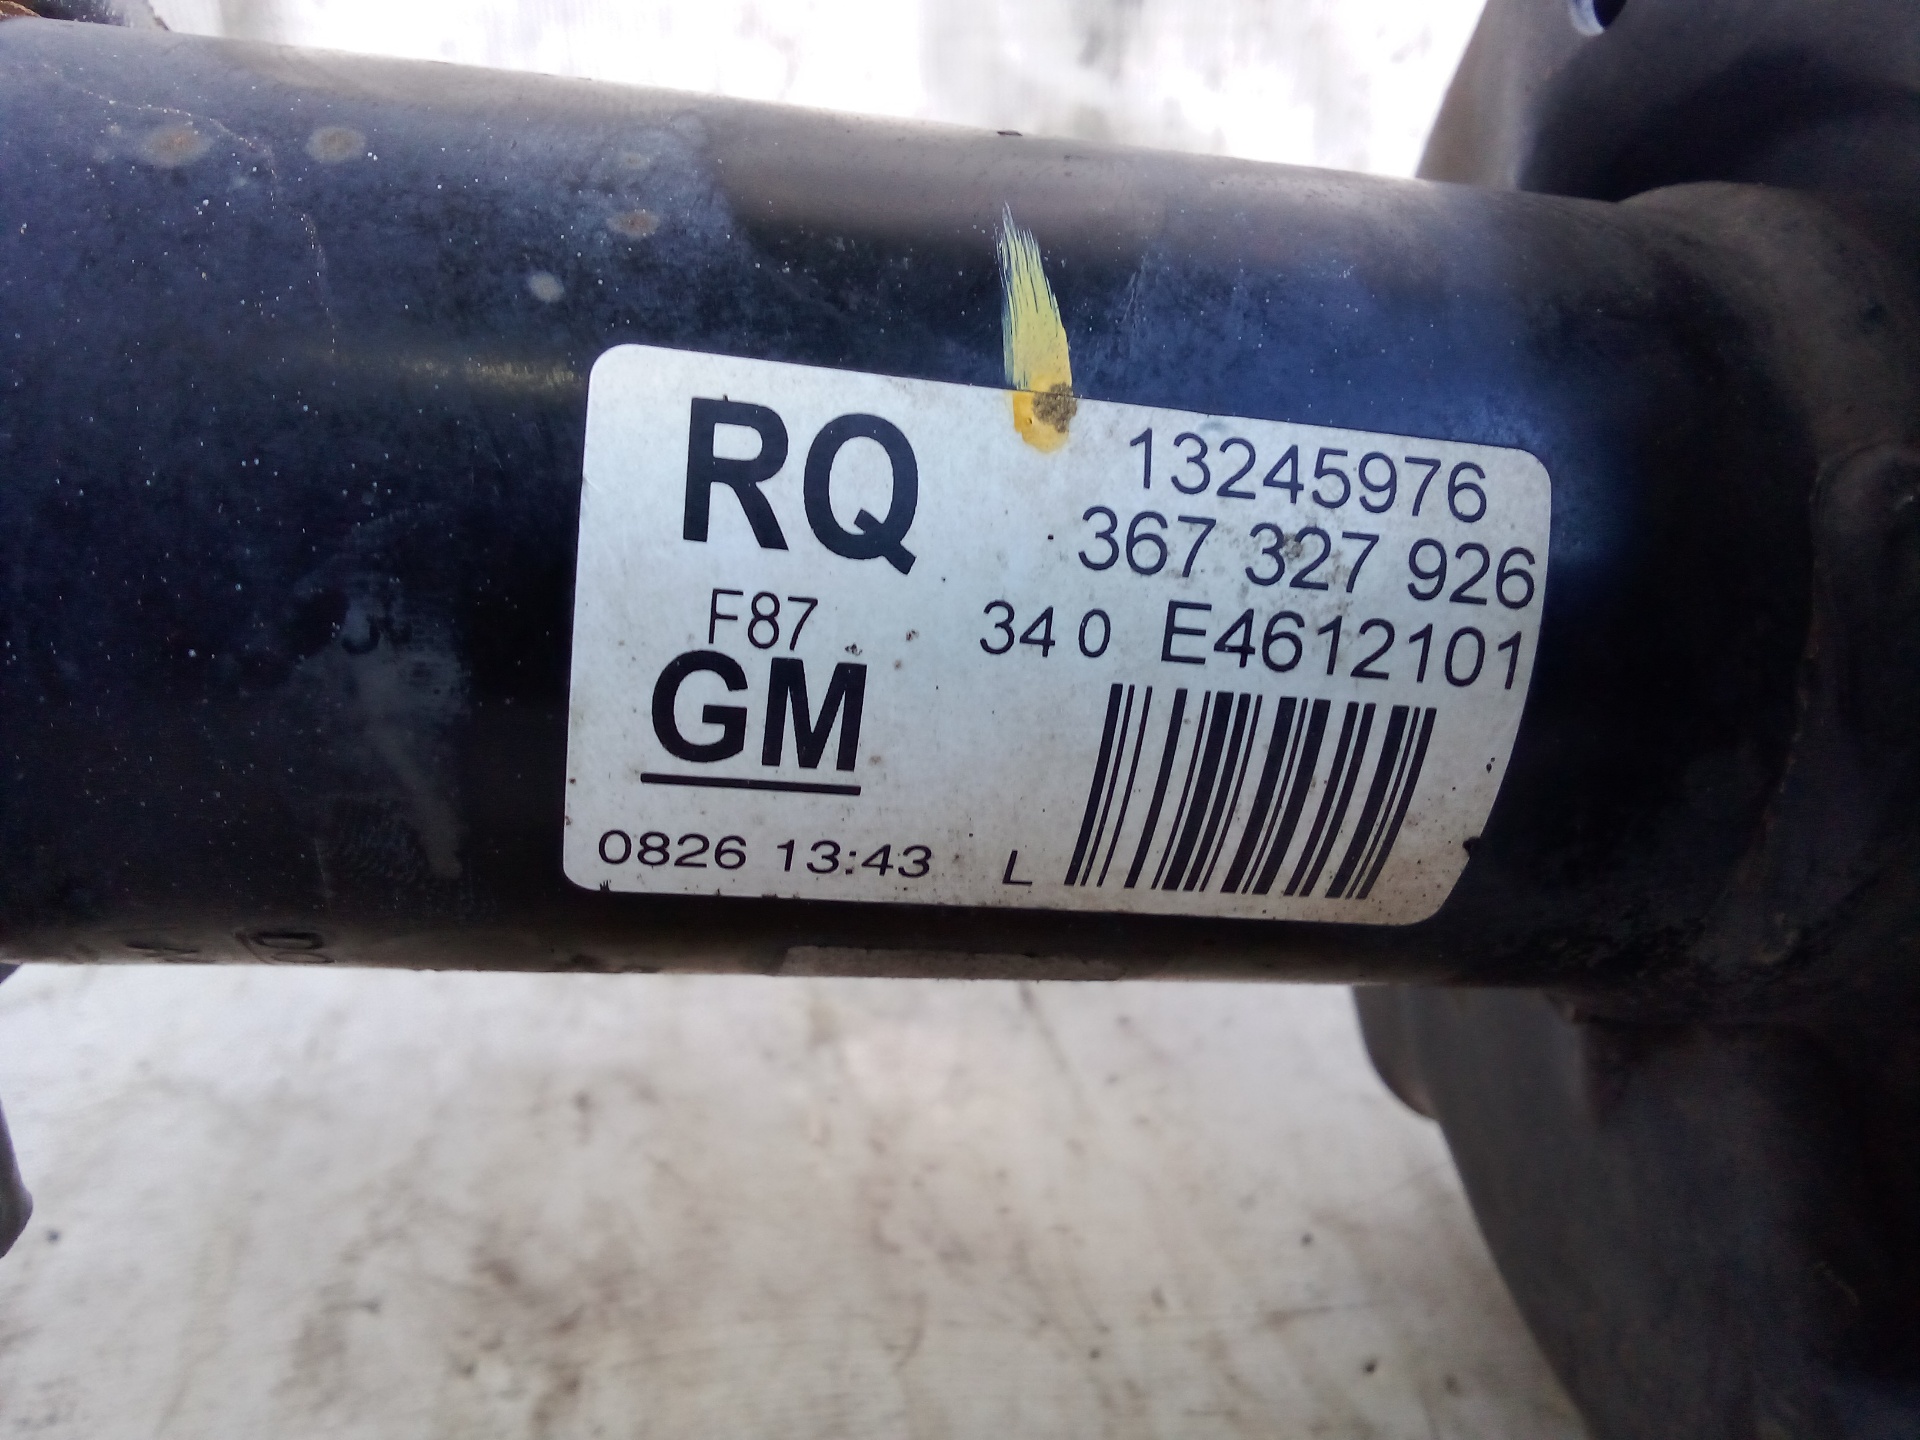 RQ
13245976
367 327 926
F87
34 0 E4612101
GM
0826 13:43 L